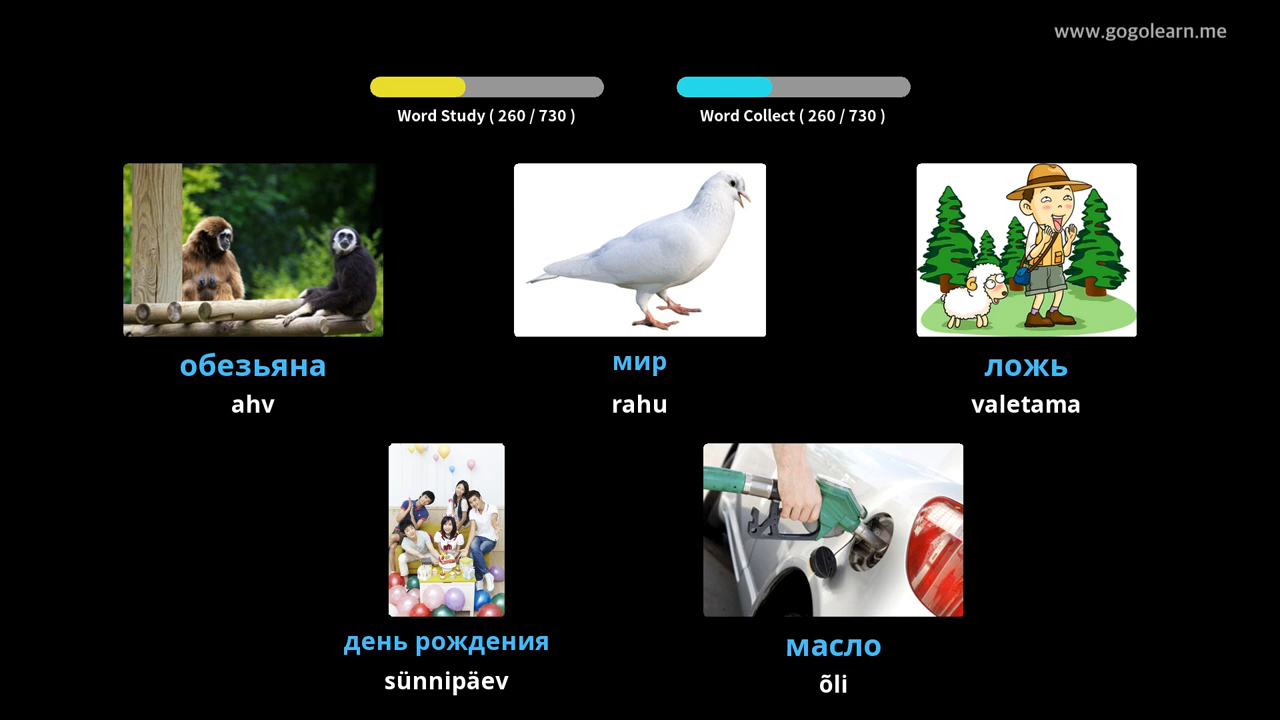 www.gogolearn.me
Word Study ( 260 / 730 )
Word Collect ( 260 / 730 )
обезьяна
ahv
мир
rahu
ложь
valetama
день рождения
sünnipäev
масло
õli